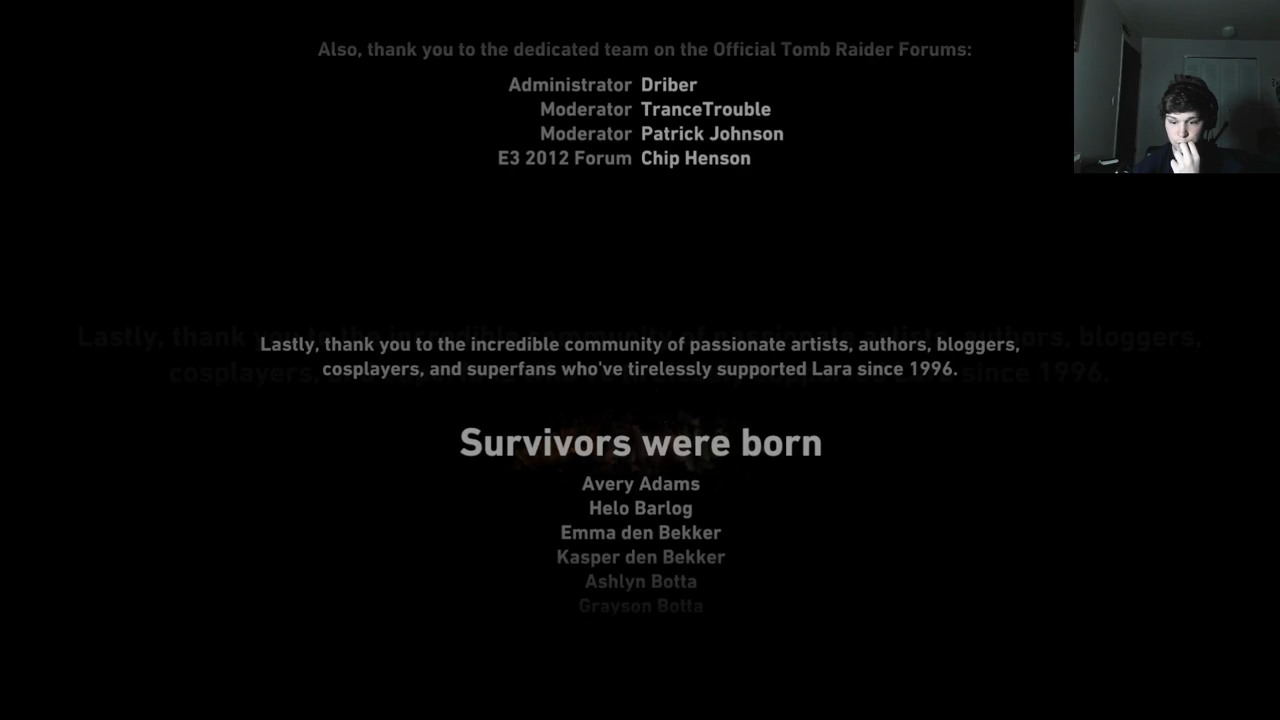 Also, thank you to the dedicated team on the Official Tomb Raider Forums:
Administrator Driber
Moderator TranceTrouble
Moderator Patrick Johnson
E3 2012 Forum Chip Henson
Lastly, thank you to the incredible community of passionate artists, authors, bloggers,
cosplayers, and superfans who've tirelessly supported Lara since 1996.
Survivors were born
Avery Adams
Helo Barlog
Emma den Bekker
Kasper den Bekker
Ashlyn Botta
Grayson Botta